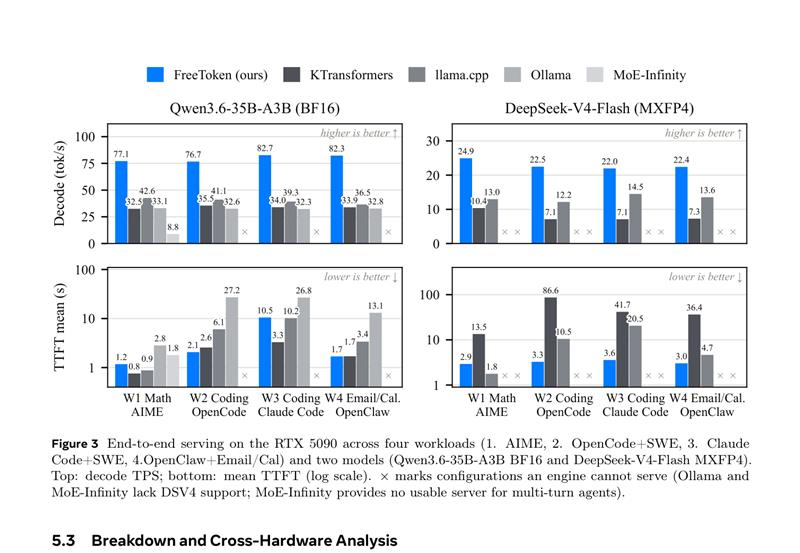 FreeToken (ours) KTransformers llama.cpp Ollama MoE-Infinity
Qwen3.6-35B-A3B (BF16)
higher is better ↑
Decode (tok/s)
100
75
50
25
0
77.1 32.5 42.6 33.1 8.8
76.7 35.5 41.1 32.6 ×
82.7 34.0 39.3 32.3 ×
82.3 33.9 36.5 32.8 ×
DeepSeek-V4-Flash (MXFP4)
higher is better ↑
30
20
10
0
24.9 10.4 13.0 × ×
22.5 7.1 12.2 × ×
22.0 7.1 14.5 × ×
22.4 7.3 13.6 × ×
lower is better ↓
TTFT mean (s)
100
10
1
1.2 0.8 0.9 2.8 1.8
2.1 2.6 6.1 27.2 ×
10.5 3.3 10.2 26.8 ×
1.7 1.7 3.4 13.1 ×
W1 Math W2 Coding W3 Coding W4 Email/Cal.
AIME OpenCode Claude Code OpenClaw
lower is better ↓
100
10
1
2.9 13.5 1.8 × ×
3.3 86.6 10.5 × ×
3.6 41.7 20.5 × ×
3.0 36.4 4.7 × ×
W1 Math W2 Coding W3 Coding W4 Email/Cal.
AIME OpenCode Claude Code OpenClaw
Figure 3 End-to-end serving on the RTX 5090 across four workloads (1. AIME, 2. OpenCode+SWE, 3. Claude
Code+SWE, 4.OpenClaw+Email/Cal) and two models (Qwen3.6-35B-A3B BF16 and DeepSeek-V4-Flash MXFP4).
Top: decode TPS; bottom: mean TTFT (log scale). × marks configurations an engine cannot serve (Ollama and
MoE-Infinity lack DSV4 support; MoE-Infinity provides no usable server for multi-turn agents).
5.3 Breakdown and Cross-Hardware Analysis